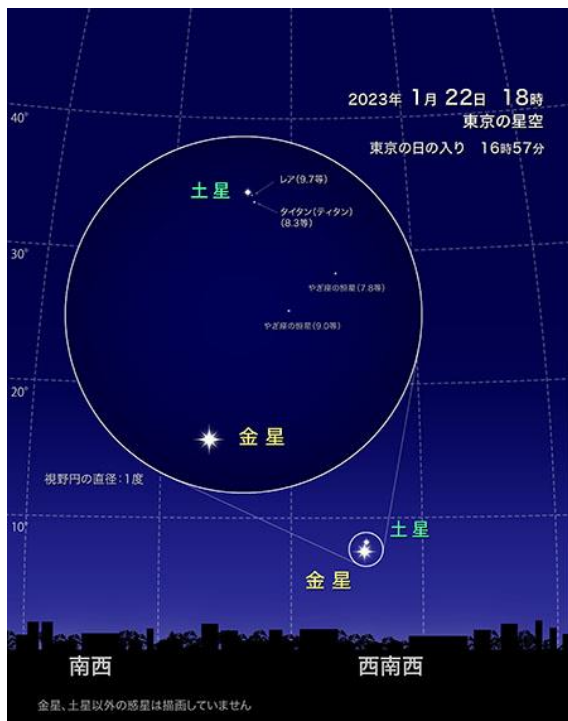 2023年 1月 22日 18時
東京の星空
東京の日の入り 16時57分
40°
レア(9.7等)
土星
タイタン(ティタン)
(8.3等)
30°
やぎ座の恒星(7.8等)
やぎ座の恒星(9.0等)
20°
金星
視野円の直径:1度
10°
土星
金星
南西
西南西
金星、土星以外の惑星は描画していません